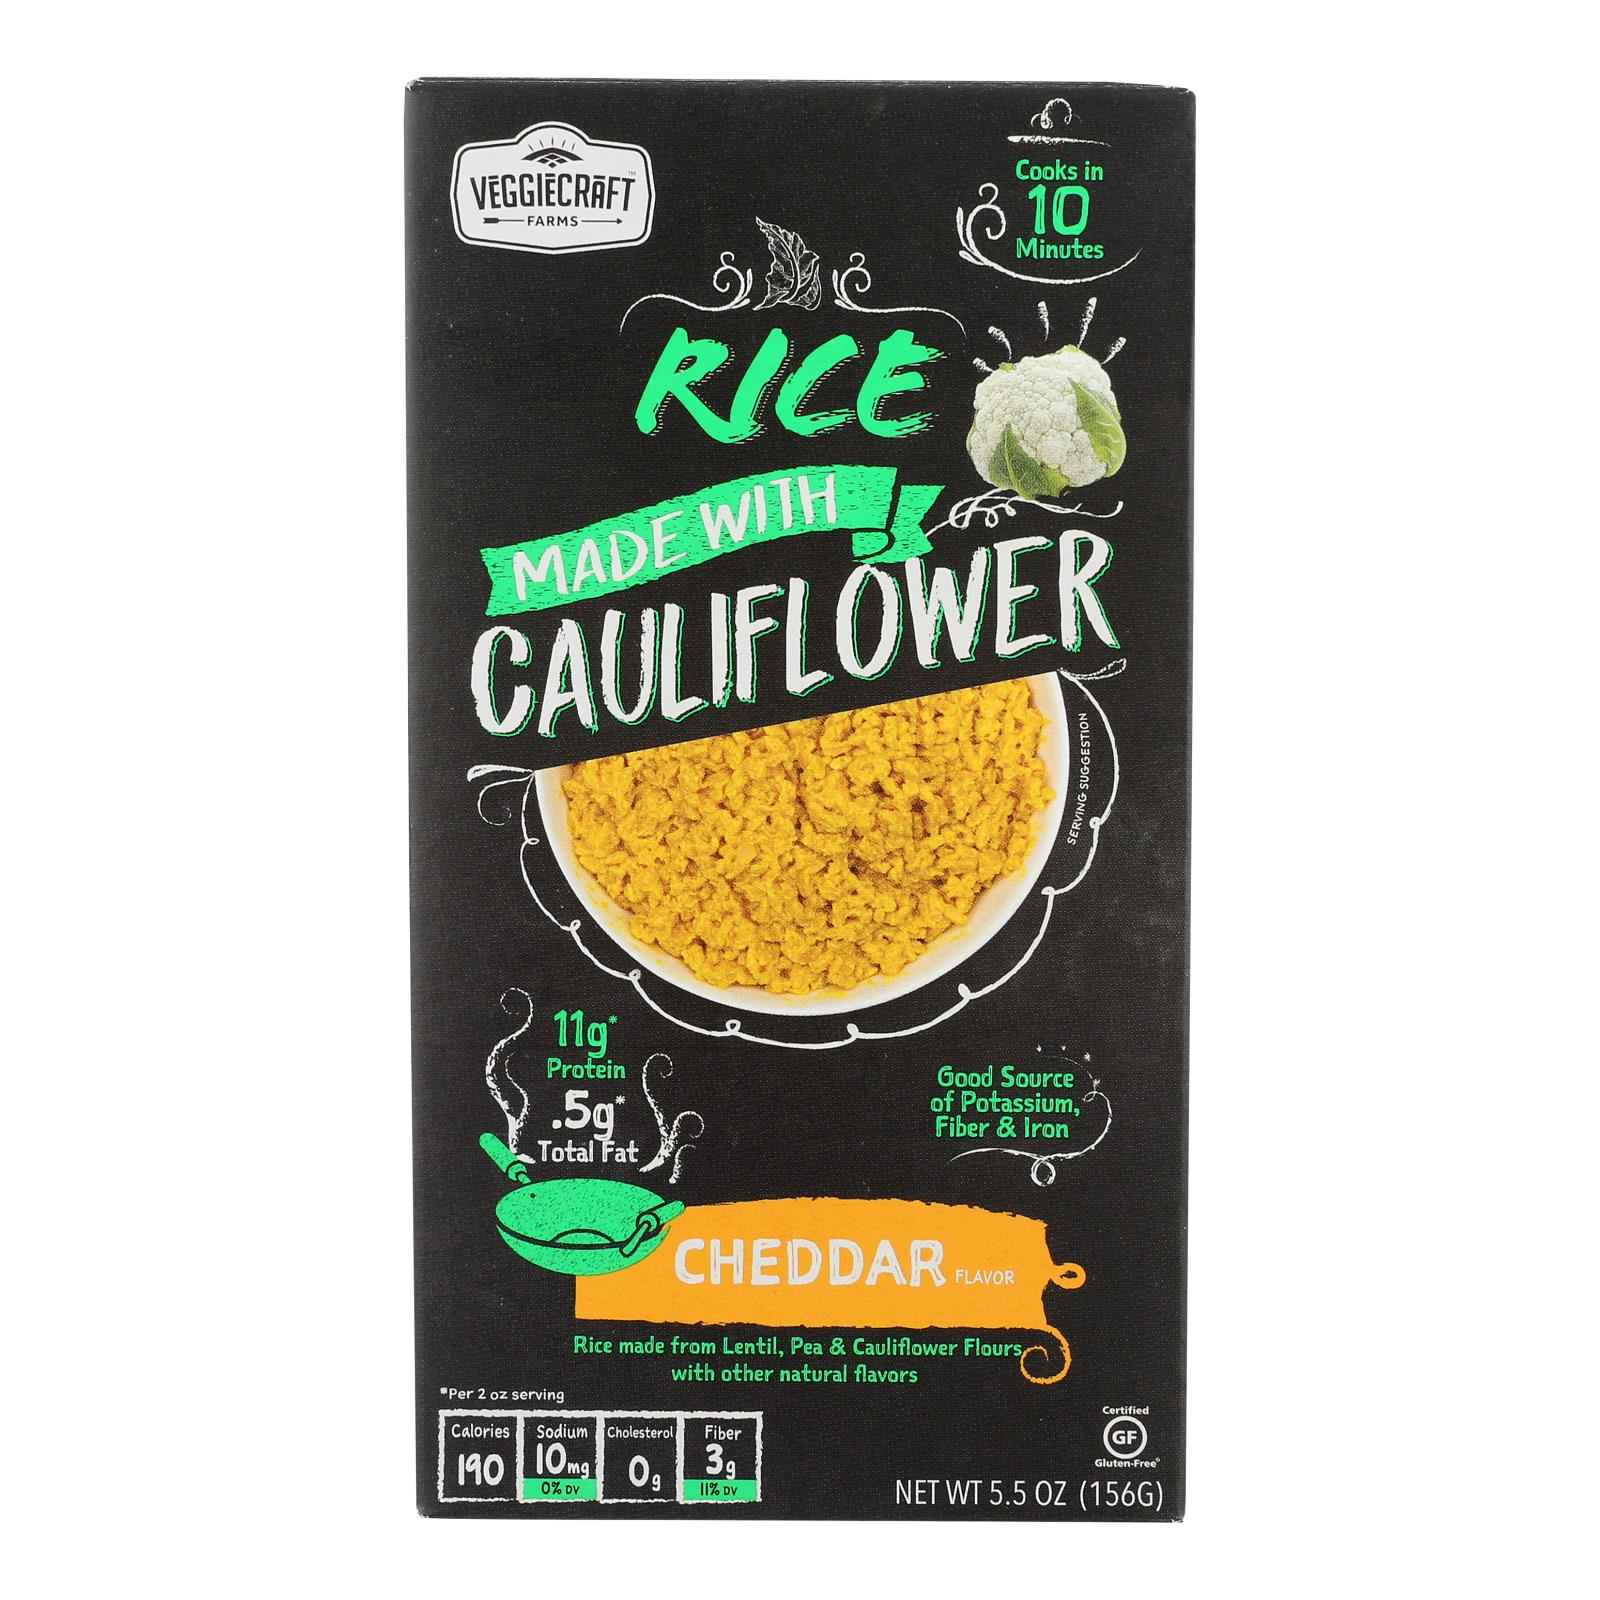 VĒGGIĒCRĀFT™
FARMS
Cooks in
10
Minutes
RICE
MADE WITH
CAULIFLOWER
SERVING SUGGESTION
11g*
Protein
.5g*
Total Fat
Good Source
of Potassium,
Fiber & Iron
CHEDDAR FLAVOR
Rice made from Lentil, Pea & Cauliflower Flours
with other natural flavors
*Per 2 oz serving
Calories
190
Sodium
10mg
0% DV
Cholesterol
0g
Fiber
3g
11% DV
Certified
GF
Gluten-Free®
NET WT 5.5 OZ (156G)